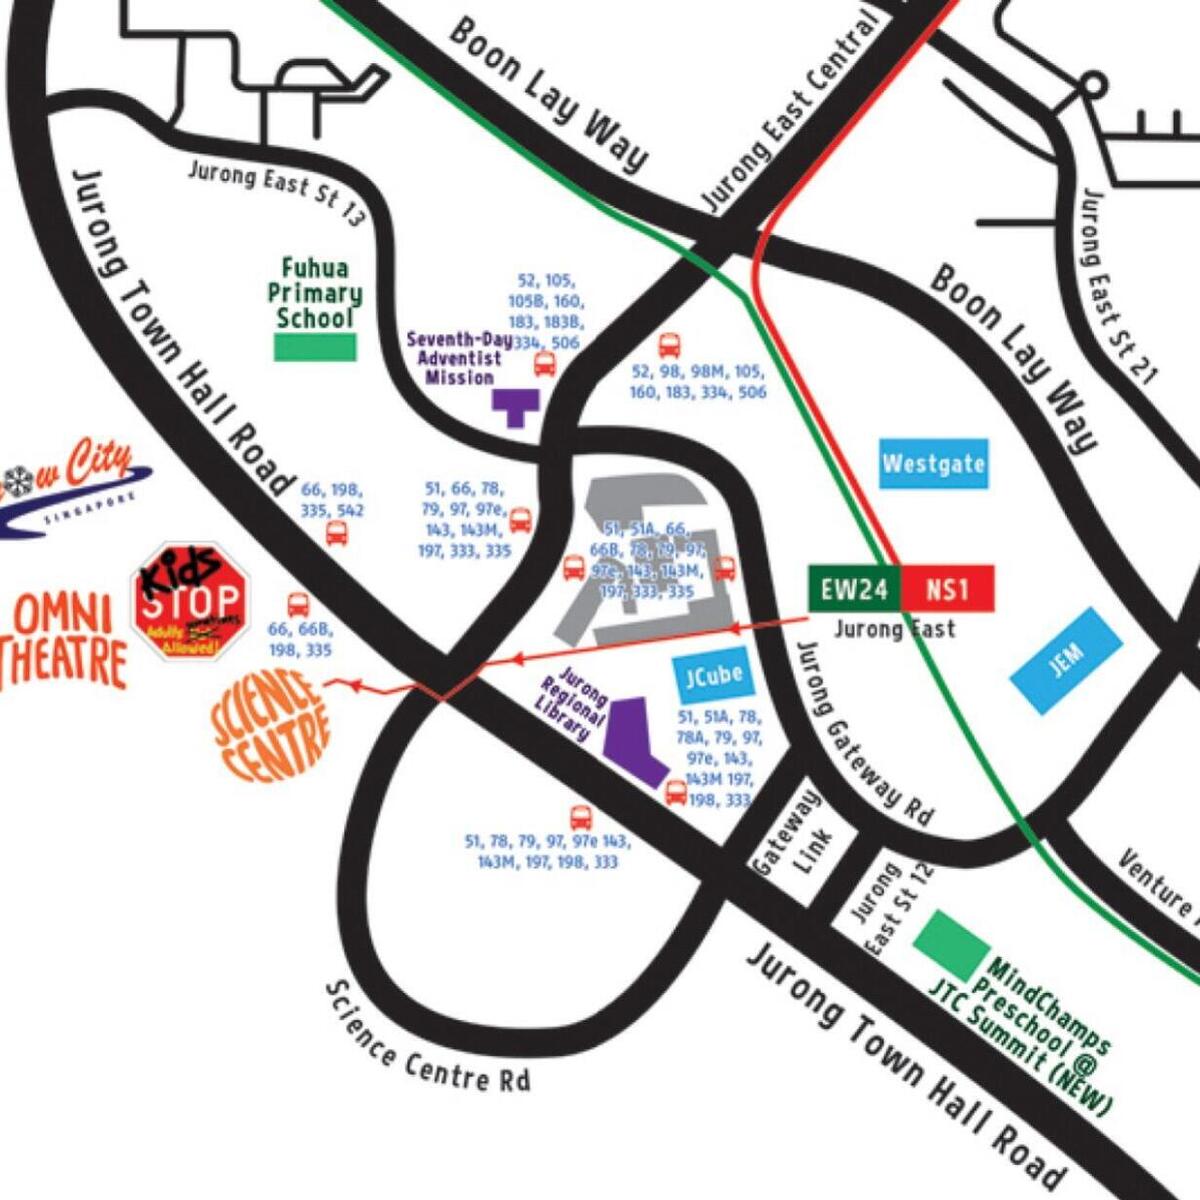 Boon Lay Way
Jurong East Central
Jurong East St 13
Jurong Town Hall Road
Jurong East St 21
Boon Lay Way
Fuhua
Primary
School
52, 105,
105B, 160,
183, 183B,
334, 506
Seventh-Day
Adventist
Mission
52, 98, 98M, 105,
160, 183, 334, 506
Westgate
City
SINGAPORE
66, 198,
335, 542
51, 66, 78,
79, 97, 97e,
143, 143M,
197, 333, 335
51, 51A, 66,
66B, 78, 79, 97,
97e, 143, 143M,
197, 333, 335
Kids
STOP
Allowed!
OMNI
THEATRE
66, 66B,
198, 335
EW24 NS1
Jurong East
JEM
SCIENCE
CENTRE
Jurong
Regional
Library
JCube
51, 51A, 78,
78A, 79, 97,
97e, 143,
143M 197,
198, 333
Jurong Gateway Rd
51, 78, 79, 97, 97e 143,
143M, 197, 198, 333
Gateway
Link
Jurong
East St 12
Venture
MindChamps
Preschool @
JTC Summit (NEW)
Science Centre Rd
Jurong Town Hall Road